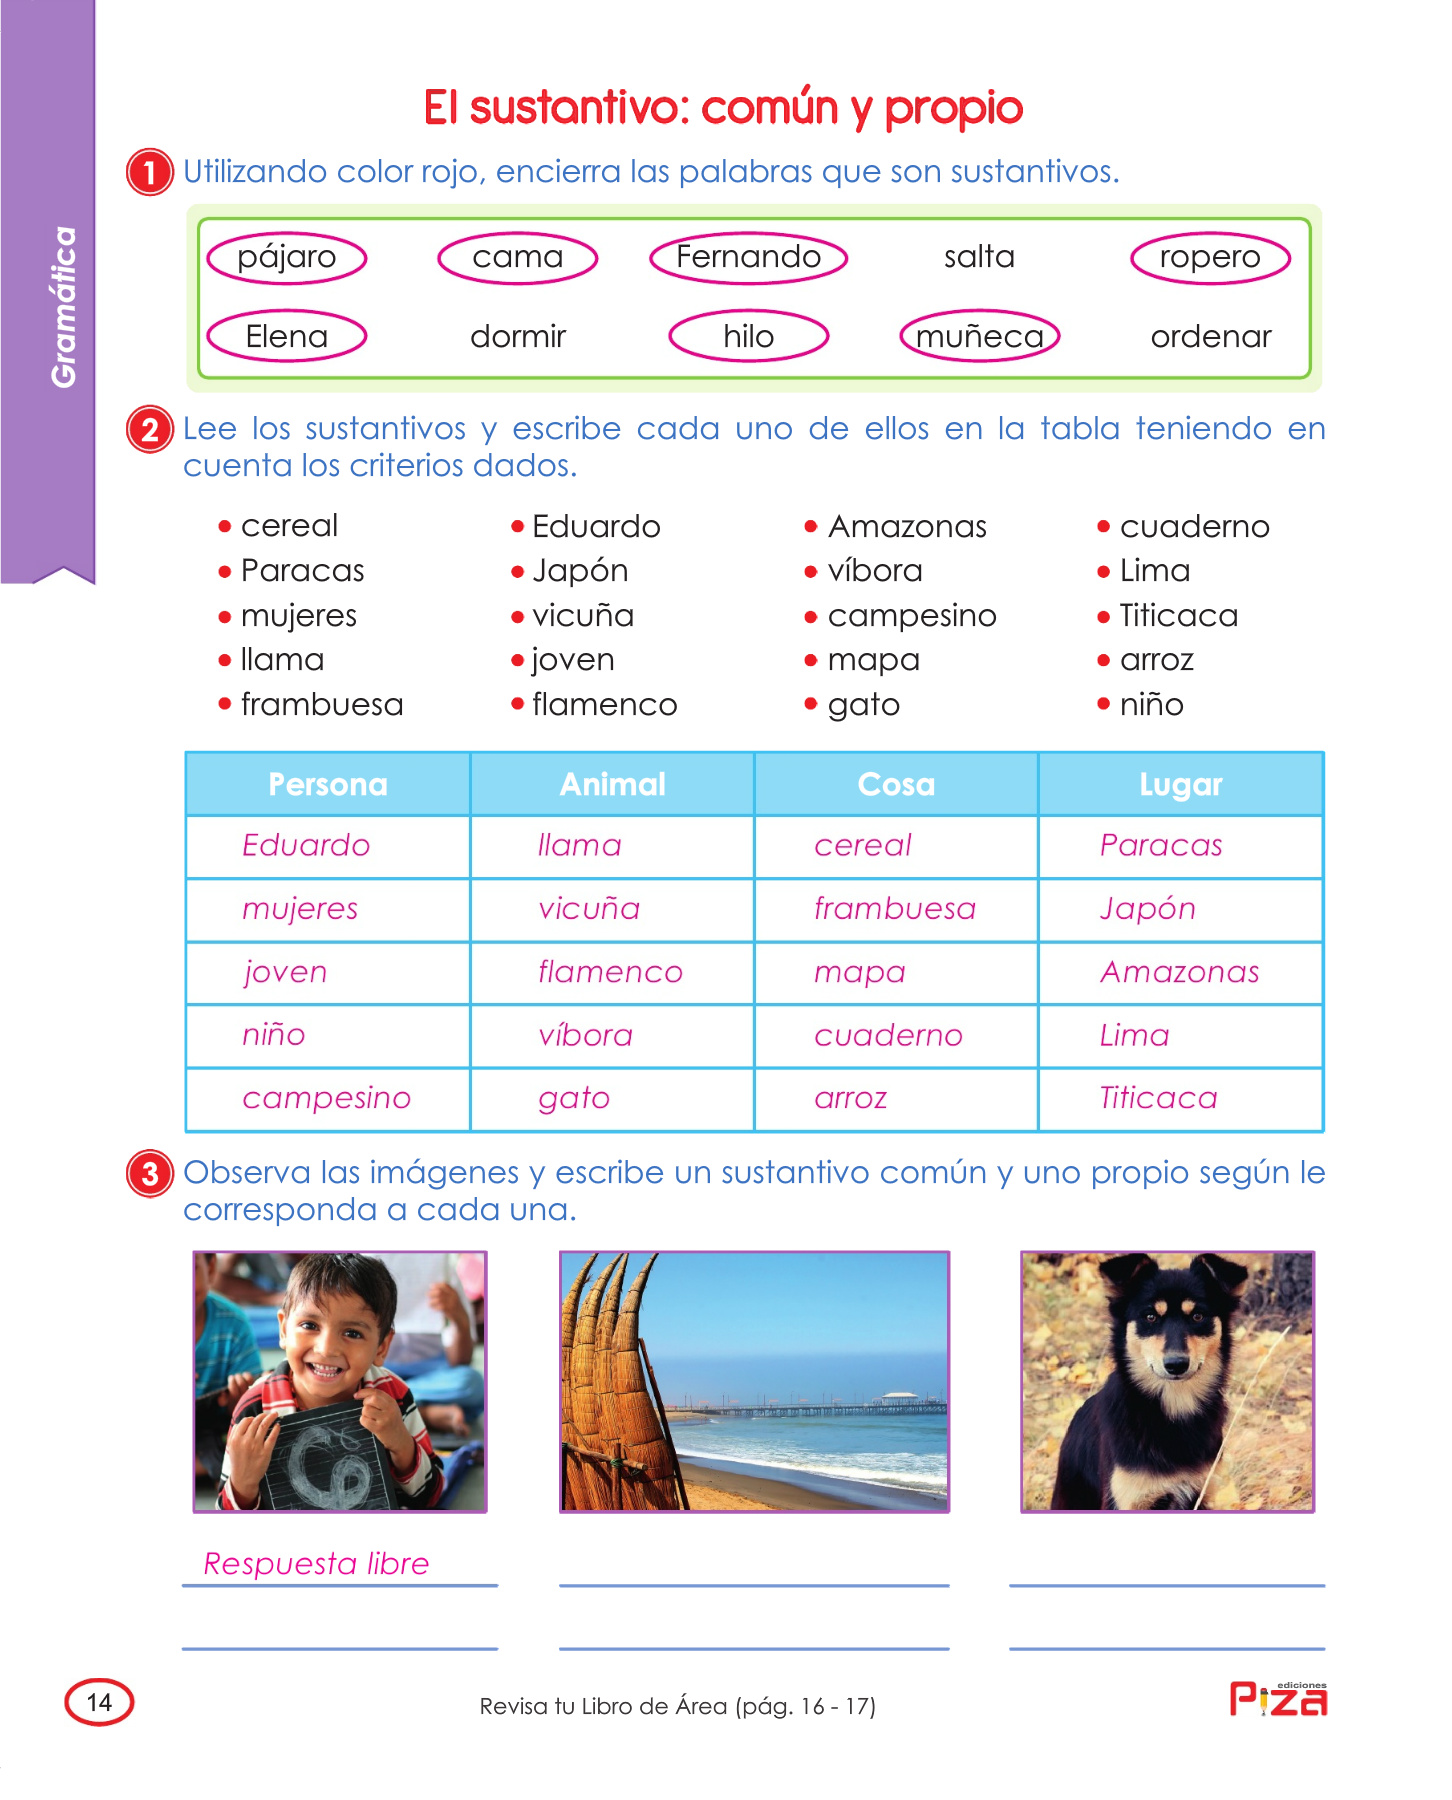 Gramática
El sustantivo: común y propio
1 Utilizando color rojo, encierra las palabras que son sustantivos.
pájaro cama Fernando salta ropero
Elena dormir hilo muñeca ordenar
2 Lee los sustantivos y escribe cada uno de ellos en la tabla teniendo en
cuenta los criterios dados.
• cereal • Eduardo • Amazonas • cuaderno
• Paracas • Japón • víbora • Lima
• mujeres • vicuña • campesino • Titicaca
• llama • joven • mapa • arroz
• frambuesa • flamenco • gato • niño
Persona Animal Cosa Lugar
Eduardo llama cereal Paracas
mujeres vicuña frambuesa Japón
joven flamenco mapa Amazonas
niño víbora cuaderno Lima
campesino gato arroz Titicaca
3 Observa las imágenes y escribe un sustantivo común y uno propio según le
corresponda a cada una.
Respuesta libre
14
Revisa tu Libro de Área (pág. 16 - 17)
ediciones
Piza